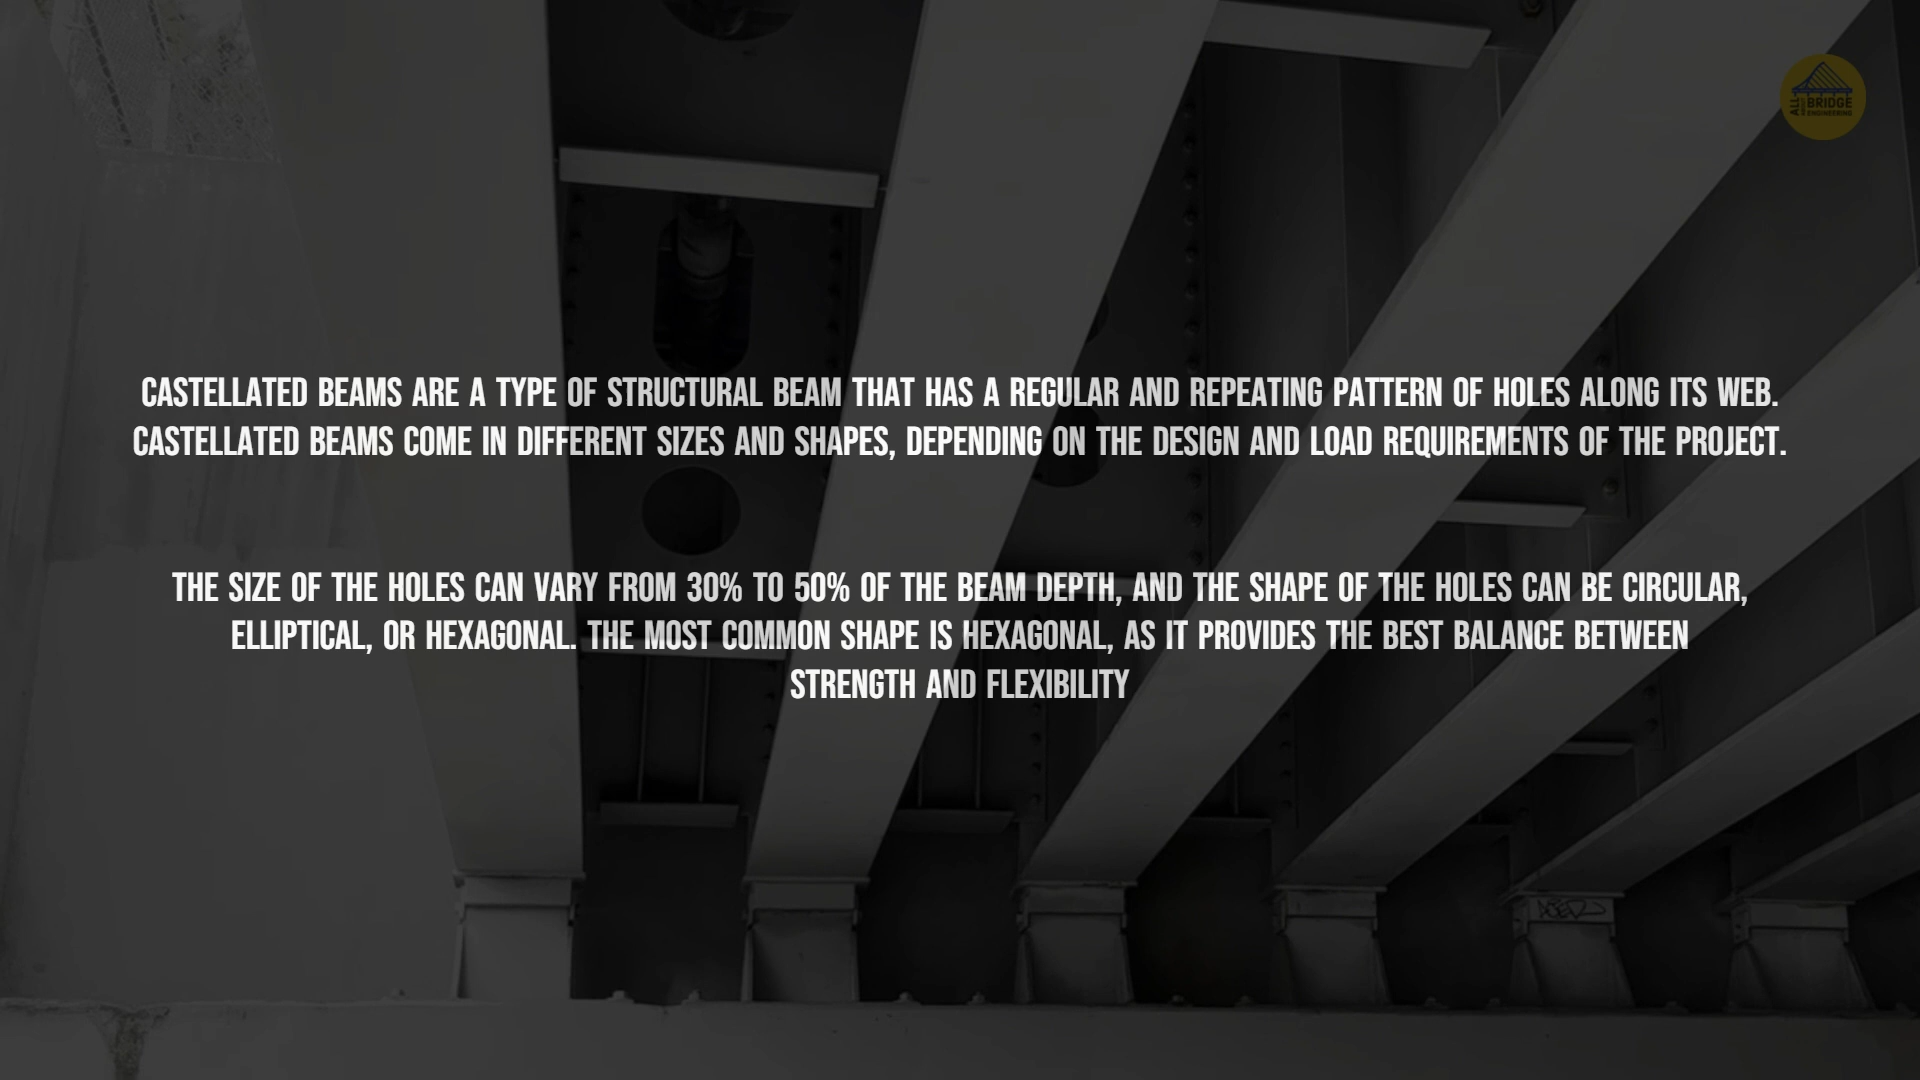 ALL
BRIDGE
ENGINEERING
CASTELLATED BEAMS ARE A TYPE OF STRUCTURAL BEAM THAT HAS A REGULAR AND REPEATING PATTERN OF HOLES ALONG ITS WEB.
CASTELLATED BEAMS COME IN DIFFERENT SIZES AND SHAPES, DEPENDING ON THE DESIGN AND LOAD REQUIREMENTS OF THE PROJECT.
THE SIZE OF THE HOLES CAN VARY FROM 30% TO 50% OF THE BEAM DEPTH, AND THE SHAPE OF THE HOLES CAN BE CIRCULAR,
ELLIPTICAL, OR HEXAGONAL. THE MOST COMMON SHAPE IS HEXAGONAL, AS IT PROVIDES THE BEST BALANCE BETWEEN
STRENGTH AND FLEXIBILITY